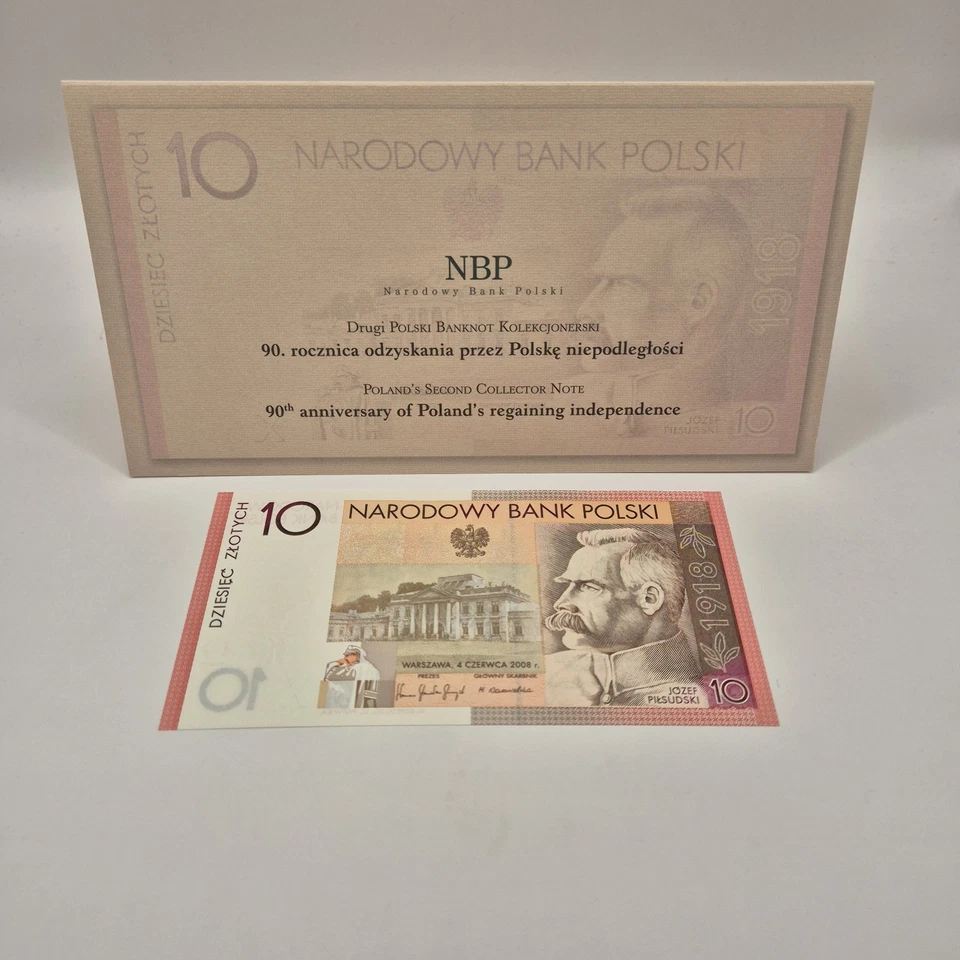 10 NARODOWY BANK POLSKI
DZIESIĘĆ ZŁOTYCH
NBP
Narodowy Bank Polski
1918
Drugi Polski Banknot Kolekcjonerski
90. rocznica odzyskania przez Polskę niepodległości
Poland's Second Collector Note
90th anniversary of Poland's regaining independence
JÓZEF
PIŁSUDSKI 10
10 NARODOWY BANK POLSKI
DZIESIĘĆ ZŁOTYCH
1918
WARSZAWA, 4 CZERWCA 2008 r.
PREZES GŁÓWNY SKARBNIK
10
JÓZEF
PIŁSUDSKI 10